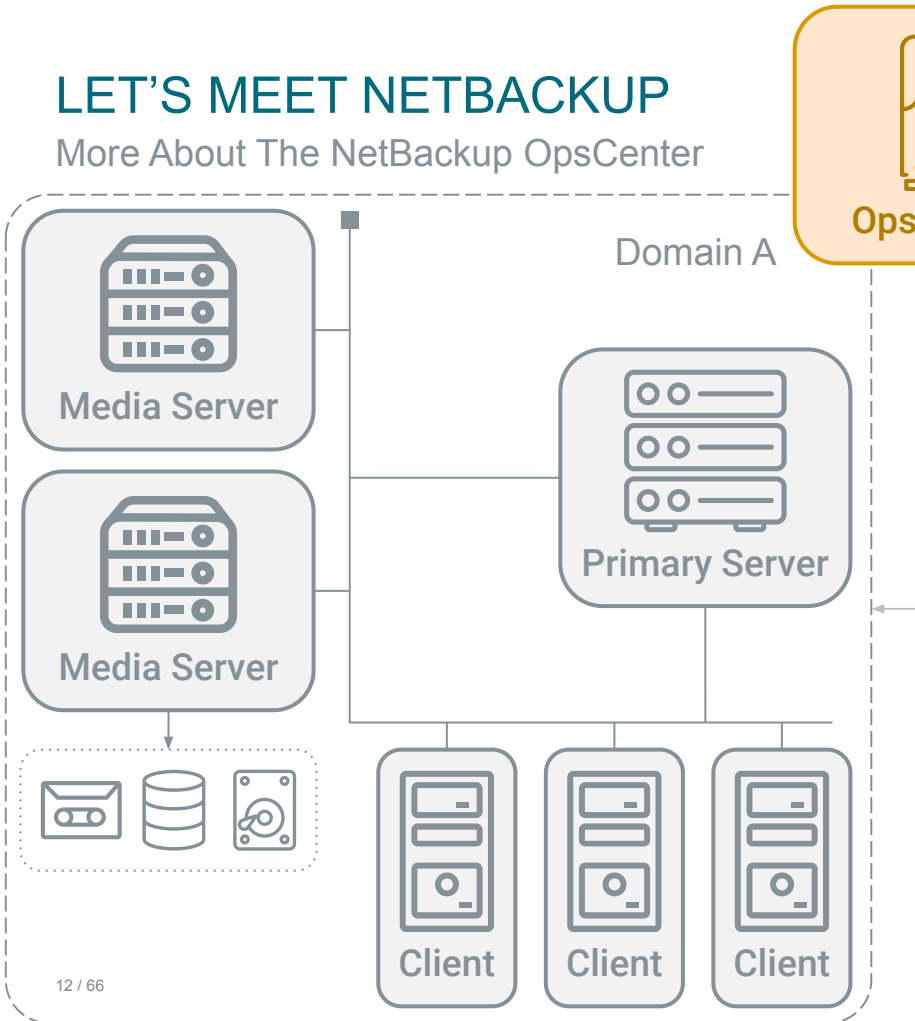 LET'S MEET NETBACKUP
More About The NetBackup OpsCenter
Ops
Domain A
Media Server
Primary Server
Media Server
Client
Client
Client
12 / 66